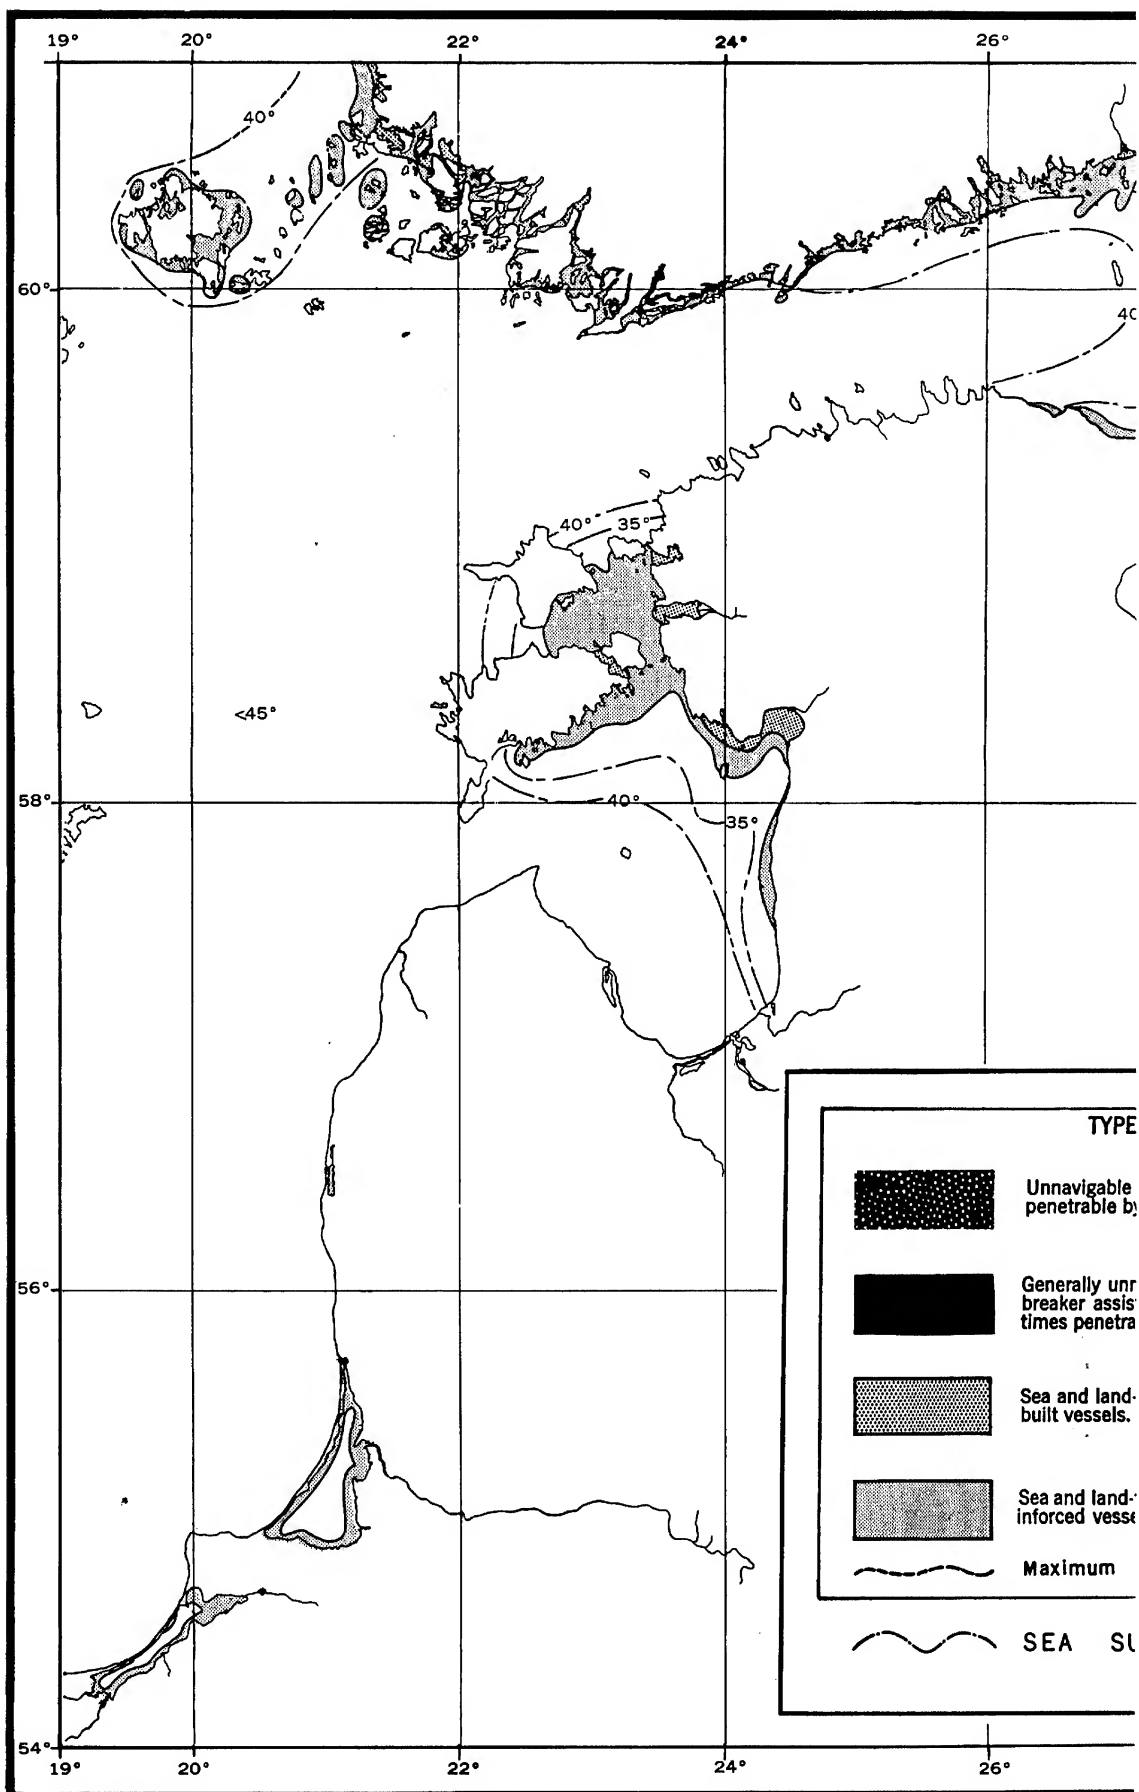 19° 20° 22° 24° 26°
40°
60°
40
40° 35°
<45°
58°
40°
35°
TYPE
Unnavigable
penetrable by
56°
Generally unn
breaker assis
times penetra
Sea and land-
built vessels.
Sea and land-
inforced vesse
Maximum
SEA SU
54°
19° 20° 22° 24° 26°